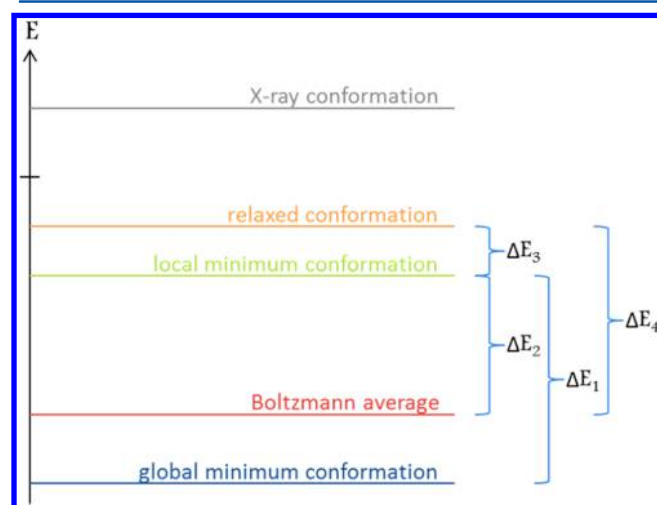 E
X-ray conformation
relaxed conformation
ΔE₃
local minimum conformation
ΔE₄
ΔE₂
ΔE₁
Boltzmann average
global minimum conformation